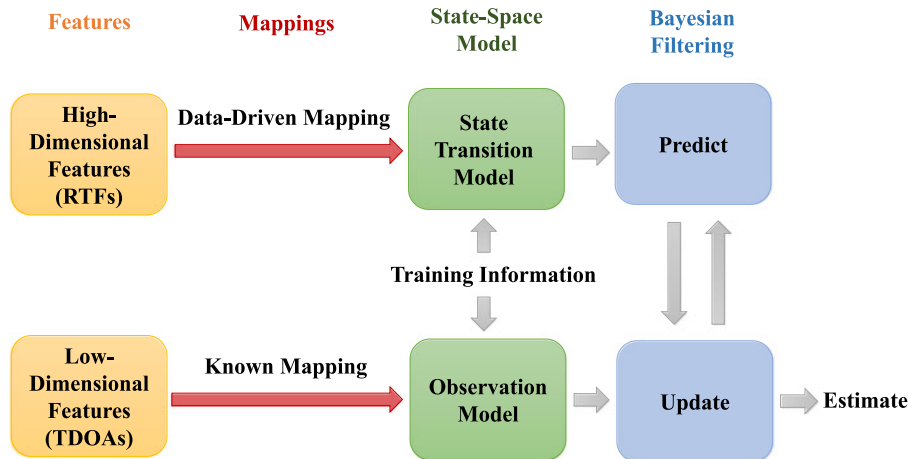 Features
Mappings
State-Space
Model
Bayesian
Filtering
High-
Dimensional
Features
(RTFs)
Data-Driven Mapping
State
Transition
Model
Predict
Training Information
Low-
Dimensional
Features
(TDOAs)
Known Mapping
Observation
Model
Update
Estimate